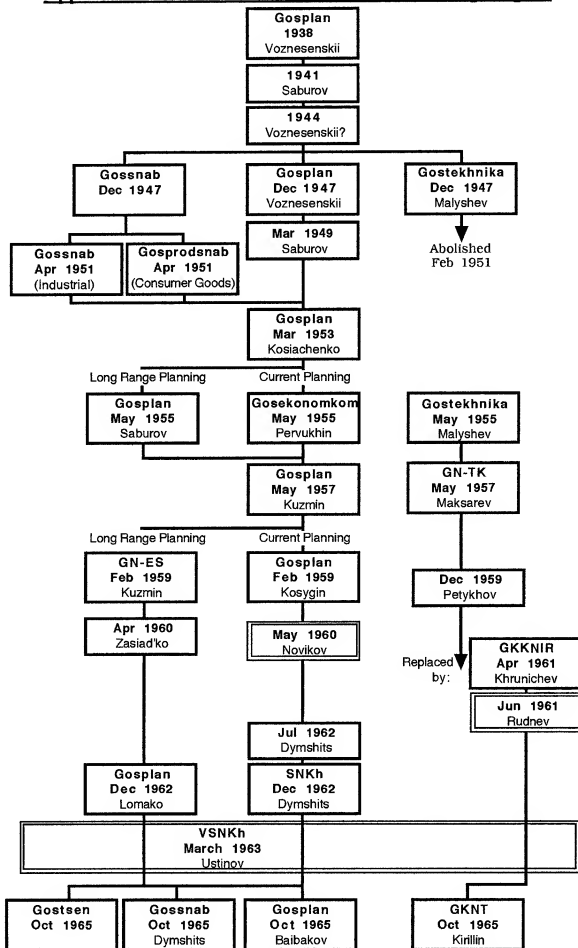 Gosplan
1938
Voznesenskii
1941
Saburov
1944
Voznesenskii?
Gossnab
Dec 1947
Gosplan
Dec 1947
Voznesenskii
Gostekhnika
Dec 1947
Malyshev
Mar 1949
Saburov
Abolished
Feb 1951
Gossnab
Apr 1951
(Industrial)
Gosprodsnab
Apr 1951
(Consumer Goods)
Gosplan
Mar 1953
Kosiachenko
Long Range Planning
Current Planning
Gosplan
May 1955
Saburov
Gosekonomkom
May 1955
Pervukhin
Gostekhnika
May 1955
Malyshev
Gosplan
May 1957
Kuzmin
GN-TK
May 1957
Maksarev
Long Range Planning
Current Planning
GN-ES
Feb 1959
Kuzmin
Gosplan
Feb 1959
Kosygin
Dec 1959
Petykhov
Apr 1960
Zasiad'ko
May 1960
Novikov
Replaced
by:
GKKNIR
Apr 1961
Khrunichev
Jun 1961
Rudnev
Jul 1962
Dymshits
Gosplan
Dec 1962
Lomako
SNKh
Dec 1962
Dymshits
VSNKh
March 1963
Ustinov
Gostsen
Oct 1965
Gossnab
Oct 1965
Dymshits
Gosplan
Oct 1965
Baibakov
GKNT
Oct 1965
Kirillin